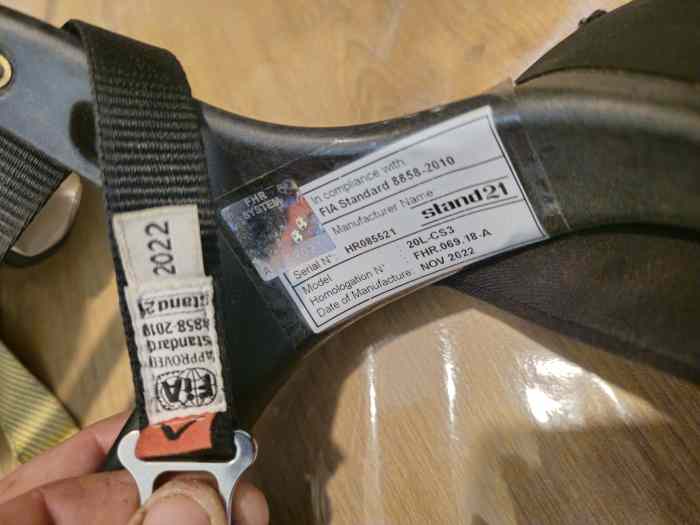 In compliance with
FIA Standard 8858-2010
Manufacturer Name
stand21
Serial N°: HR085521
Model 20L-CS3
Homologation N° : FHR.069.18-A
Date of Manufacture: NOV 2022
FHR
SYSTEM
2022
FIA
APPROVED
standard
8858-2010
stand21